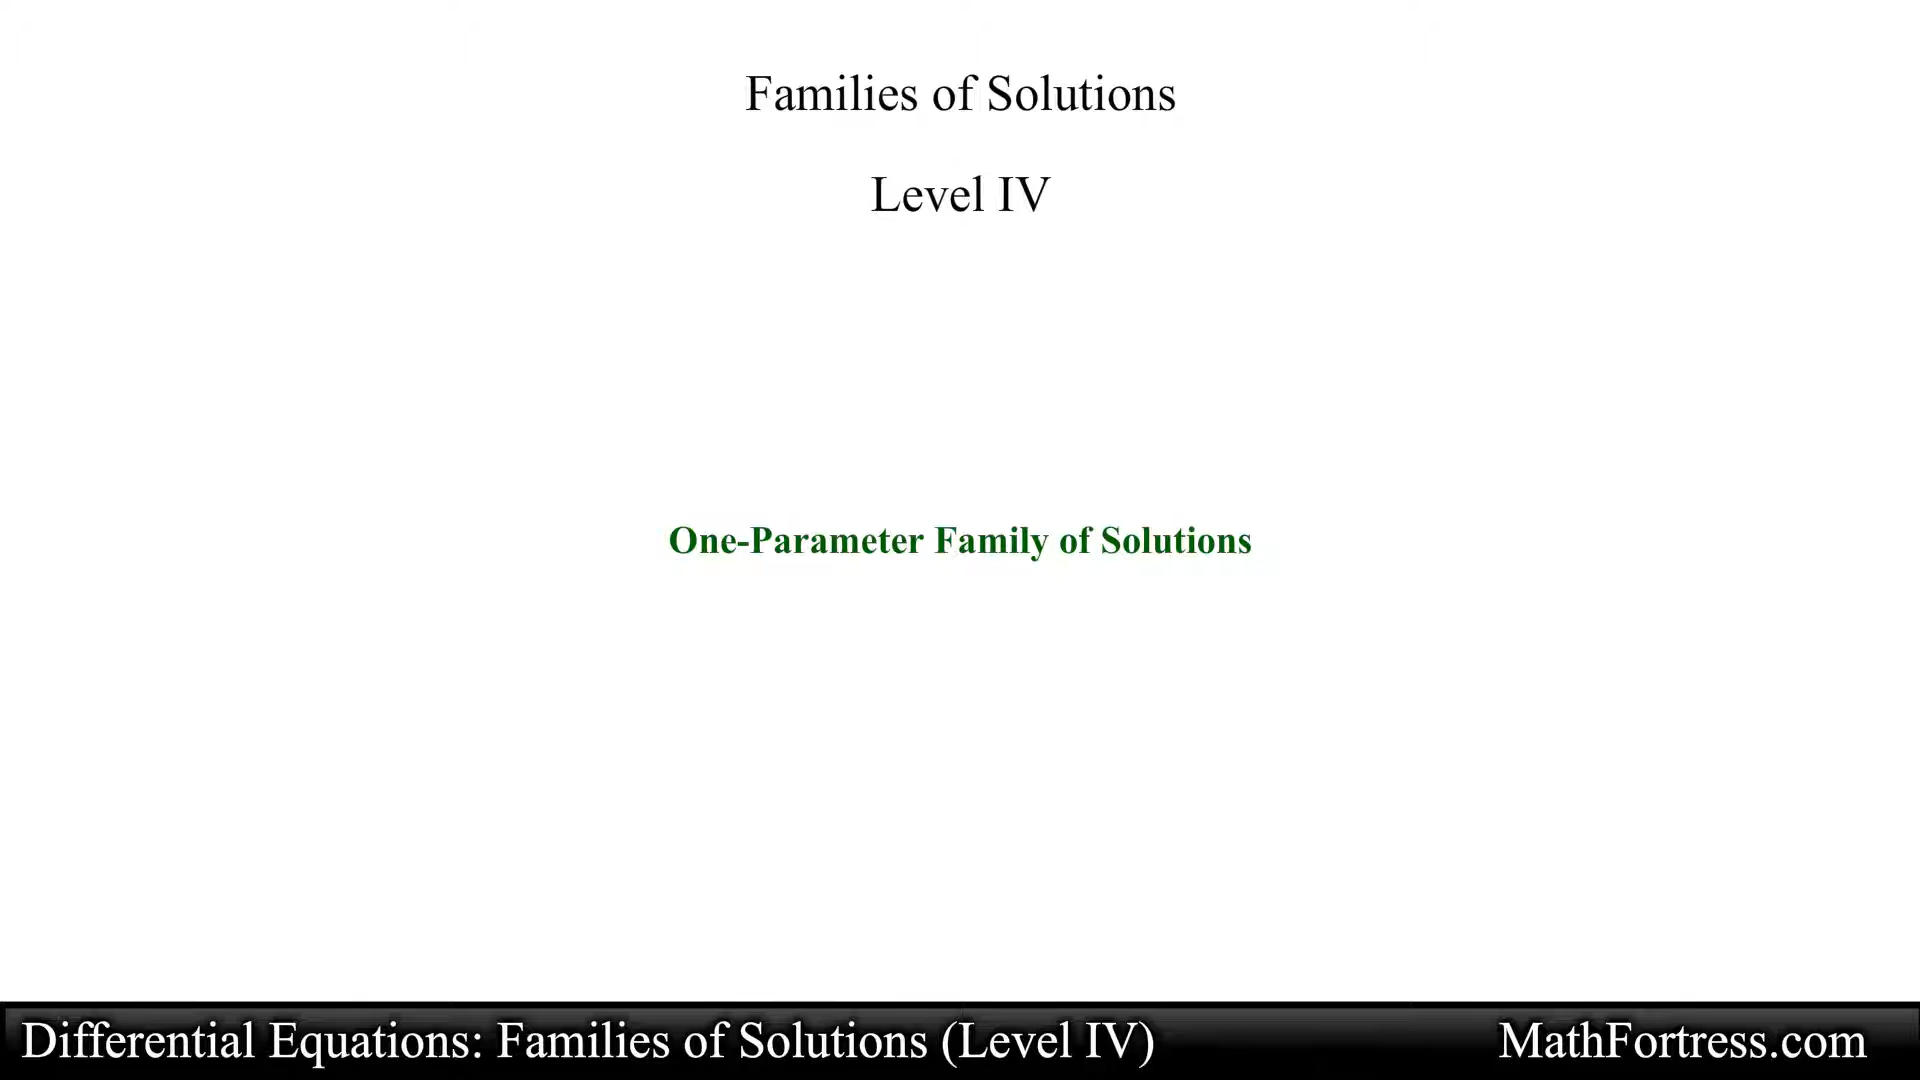 Families of Solutions
Level IV
One-Parameter Family of Solutions
Differential Equations: Families of Solutions (Level IV)
MathFortress.com